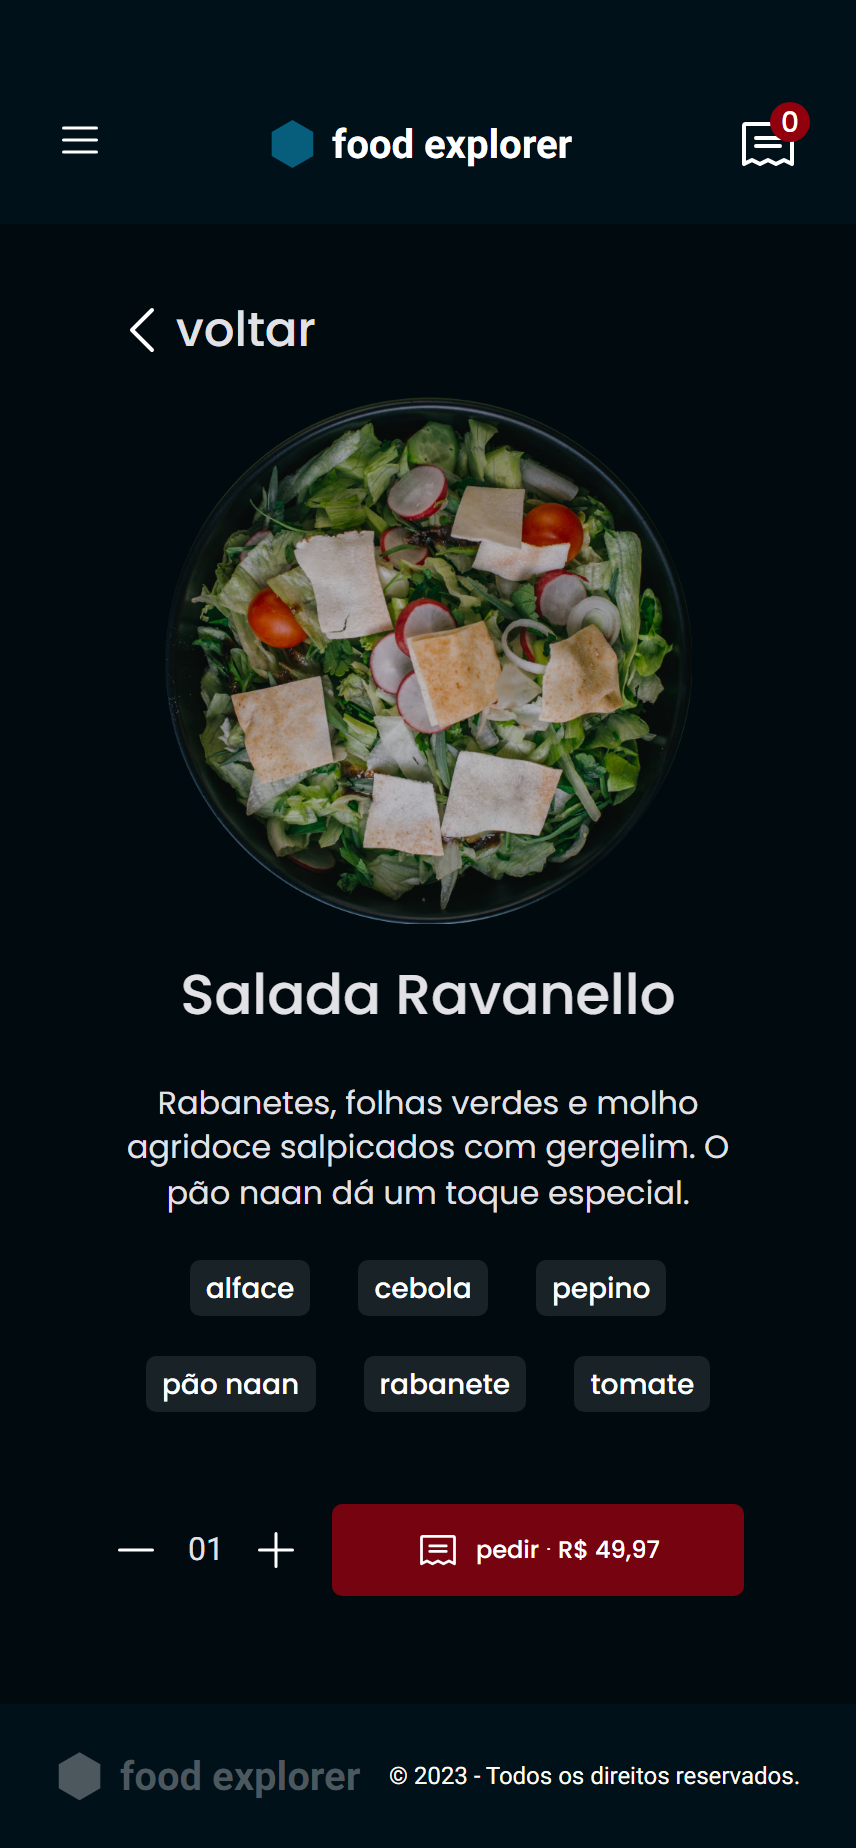 food explorer
0
voltar
Salada Ravanello
Rabanetes, folhas verdes e molho
agridoce salpicados com gergelim. O
pão naan dá um toque especial.
alface cebola pepino
pão naan rabanete tomate
01
pedir · R$ 49,97
food explorer © 2023 - Todos os direitos reservados.